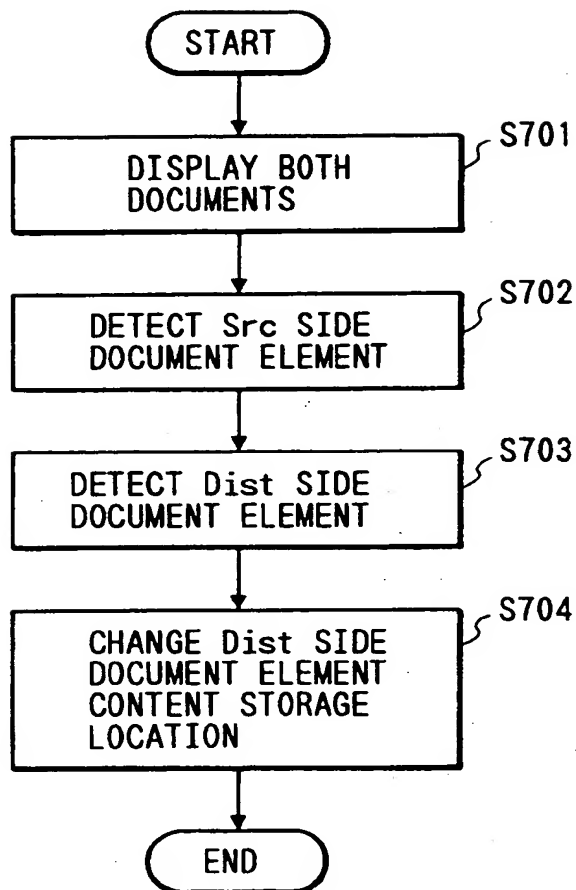 START
S701
DISPLAY BOTH
DOCUMENTS
S702
DETECT Src SIDE
DOCUMENT ELEMENT
S703
DETECT Dist SIDE
DOCUMENT ELEMENT
S704
CHANGE Dist SIDE
DOCUMENT ELEMENT
CONTENT STORAGE
LOCATION
END